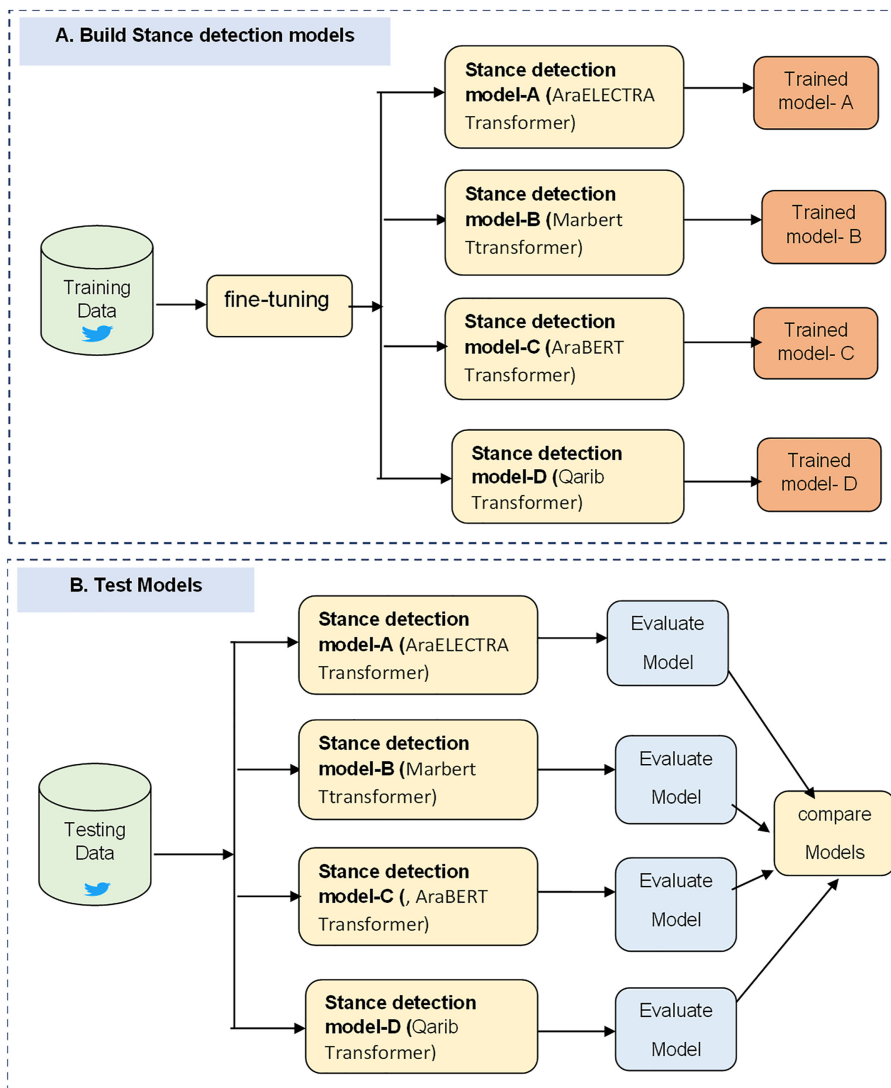 A. Build Stance detection models
Training
Data
fine-tuning
Stance detection
model-A (AraELECTRA
Transformer)
Trained
model- A
Stance detection
model-B (Marbert
Ttransformer)
Trained
model- B
Stance detection
model-C (AraBERT
Transformer)
Trained
model- C
Stance detection
model-D (Qarib
Transformer)
Trained
model- D
B. Test Models
Testing
Data
Stance detection
model-A (AraELECTRA
Transformer)
Evaluate
Model
Stance detection
model-B (Marbert
Ttransformer)
Evaluate
Model
Stance detection
model-C (, AraBERT
Transformer)
Evaluate
Model
Stance detection
model-D (Qarib
Transformer)
Evaluate
Model
compare
Models